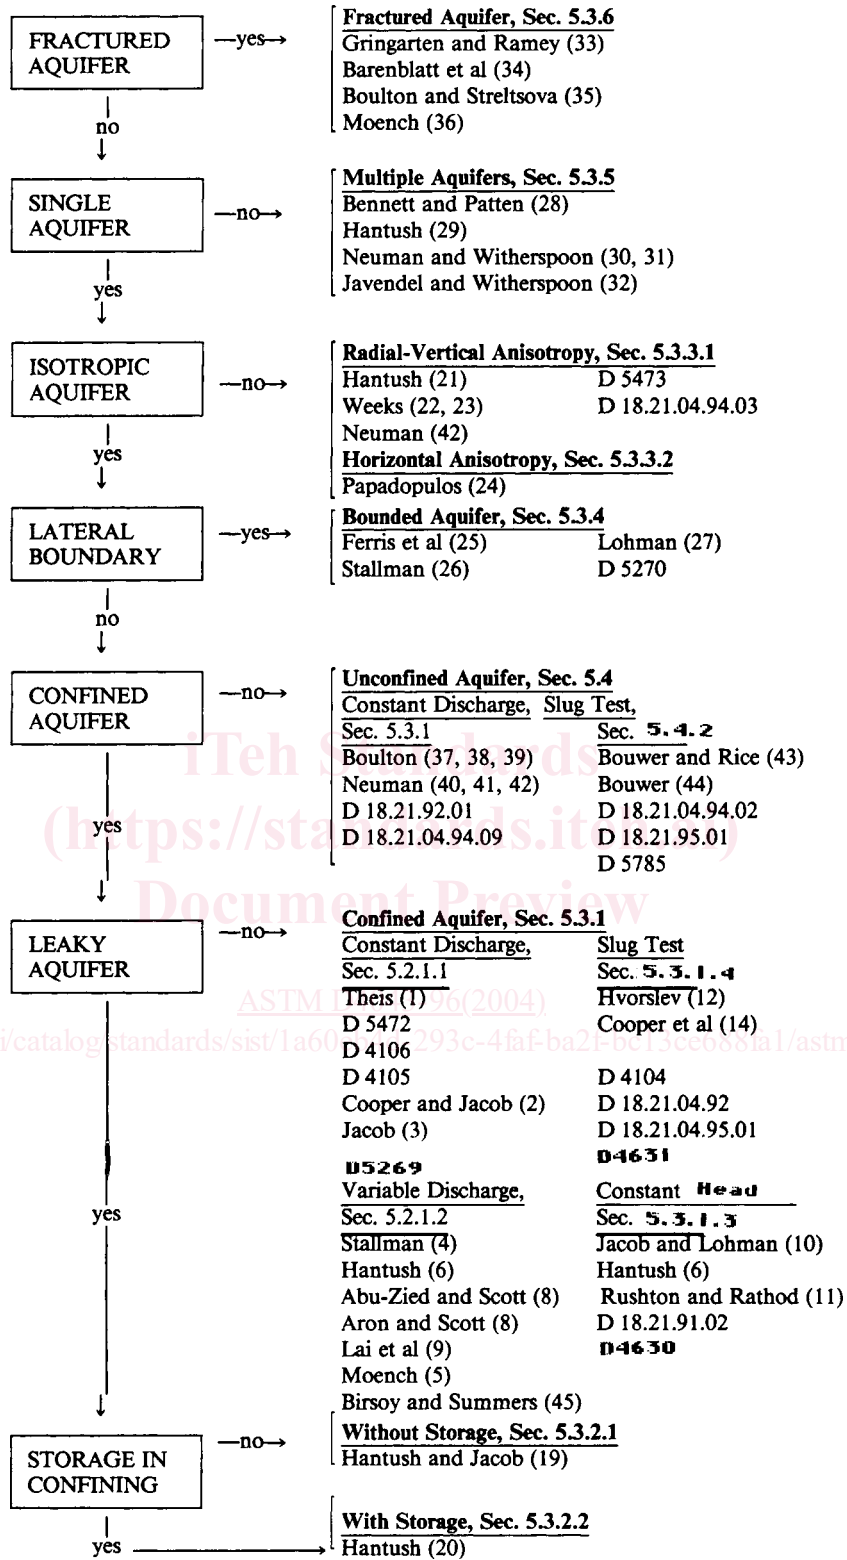 FRACTURED
AQUIFER
yes
Fractured Aquifer, Sec. 5.3.6
Gringarten and Ramey (33)
Barenblatt et al (34)
Boulton and Streltsova (35)
Moench (36)
no
SINGLE
AQUIFER
no
Multiple Aquifers, Sec. 5.3.5
Bennett and Patten (28)
Hantush (29)
Neuman and Witherspoon (30, 31)
Javendel and Witherspoon (32)
yes
ISOTROPIC
AQUIFER
no
Radial-Vertical Anisotropy, Sec. 5.3.3.1
Hantush (21) D 5473
Weeks (22, 23) D 18.21.04.94.03
Neuman (42)
Horizontal Anisotropy, Sec. 5.3.3.2
Papadopulos (24)
yes
LATERAL
BOUNDARY
yes
Bounded Aquifer, Sec. 5.3.4
Ferris et al (25) Lohman (27)
Stallman (26) D 5270
no
CONFINED
AQUIFER
no
Unconfined Aquifer, Sec. 5.4
Constant Discharge, Slug Test,
Sec. 5.3.1 Sec. 5.4.2
Boulton (37, 38, 39) Bouwer and Rice (43)
Neuman (40, 41, 42) Bouwer (44)
D 18.21.92.01 D 18.21.04.94.02
D 18.21.04.94.09 D 18.21.95.01
D 5785
yes
iTeh Standards
(https://standards.iteh.ai)
Document Preview
LEAKY
AQUIFER
no
Confined Aquifer, Sec. 5.3.1
Constant Discharge, Slug Test
Sec. 5.2.1.1 Sec. 5.3.1.4
Theis (1) Hvorslev (12)
D 5472 Cooper et al (14)
D 4106
D 4105 D 4104
Cooper and Jacob (2) D 18.21.04.92
Jacob (3) D 18.21.04.95.01
D5269 D4631
Variable Discharge, Constant Head
Sec. 5.2.1.2 Sec. 5.3.1.3
Stallman (4) Jacob and Lohman (10)
Hantush (6) Hantush (6)
Abu-Zied and Scott (8) Rushton and Rathod (11)
Aron and Scott (8) D 18.21.91.02
Lai et al (9) D4630
Moench (5)
Birsoy and Summers (45)
yes
STORAGE IN
CONFINING
no
Without Storage, Sec. 5.3.2.1
Hantush and Jacob (19)
yes
With Storage, Sec. 5.3.2.2
Hantush (20)